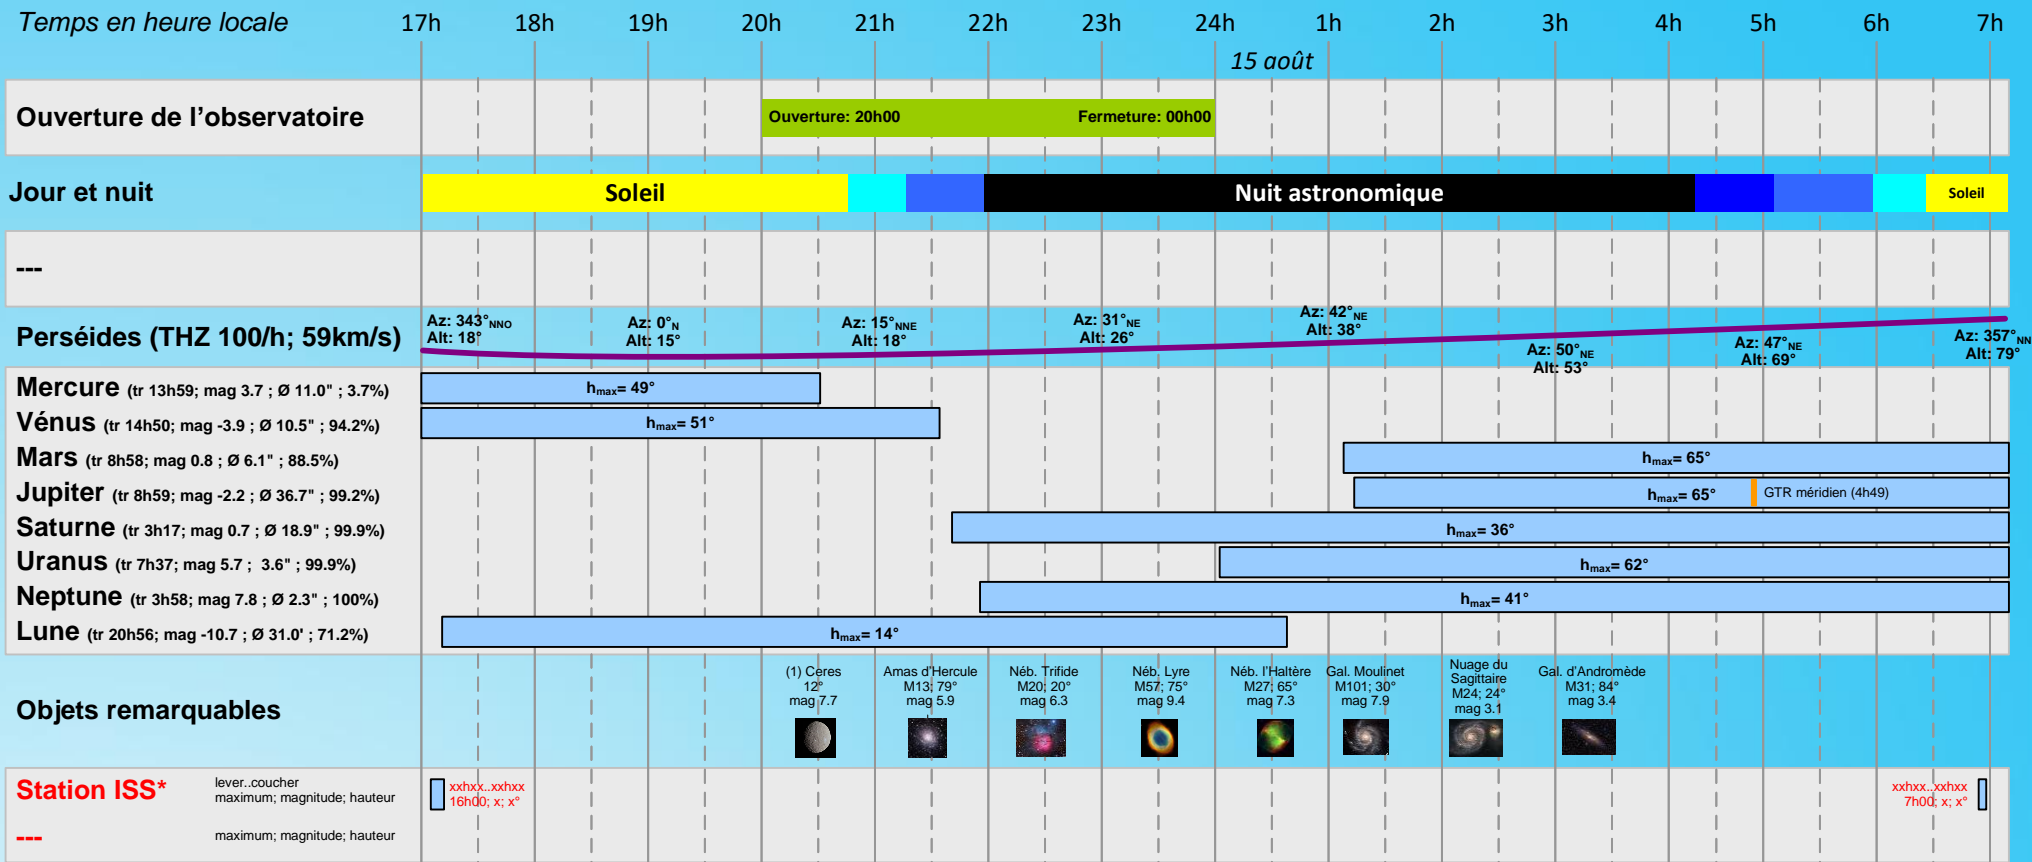 Temps en heure locale 17h 18h 19h 20h 21h 22h 23h 24h 1h 2h 3h 4h 5h 6h 7h
15 août
Ouverture de l'observatoire Ouverture: 20h00 Fermeture: 00h00
Jour et nuit Soleil Nuit astronomique Soleil
---
Perséides (THZ 100/h; 59km/s)
Az: 343°NNO
Alt: 18°
Az: 0°N
Alt: 15°
Az: 15°NNE
Alt: 18°
Az: 31°NE
Alt: 26°
Az: 42°NE
Alt: 38°
Az: 50°NE
Alt: 53°
Az: 47°NE
Alt: 69°
Az: 357°NN
Alt: 79°
Mercure (tr 13h59; mag 3.7 ; Ø 11.0" ; 3.7%) hmax= 49°
Vénus (tr 14h50; mag -3.9 ; Ø 10.5" ; 94.2%) hmax= 51°
Mars (tr 8h58; mag 0.8 ; Ø 6.1" ; 88.5%) hmax= 65°
Jupiter (tr 8h59; mag -2.2 ; Ø 36.7" ; 99.2%) hmax= 65° GTR méridien (4h49)
Saturne (tr 3h17; mag 0.7 ; Ø 18.9" ; 99.9%) hmax= 36°
Uranus (tr 7h37; mag 5.7 ; 3.6" ; 99.9%) hmax= 62°
Neptune (tr 3h58; mag 7.8 ; Ø 2.3" ; 100%) hmax= 41°
Lune (tr 20h56; mag -10.7 ; Ø 31.0' ; 71.2%) hmax= 14°
Objets remarquables
(1) Ceres
12°
mag 7.7
Amas d'Hercule
M13; 79°
mag 5.9
Néb. Trifide
M20; 20°
mag 6.3
Néb. Lyre
M57; 75°
mag 9.4
Néb. l'Haltère
M27; 65°
mag 7.3
Gal. Moulinet
M101; 30°
mag 7.9
Nuage du
Sagittaire
M24; 24°
mag 3.1
Gal. d'Andromède
M31; 84°
mag 3.4
Station ISS*
lever..coucher
maximum; magnitude; hauteur
xxhxx..xxhxx
16h00; x; x°
xxhxx..xxhxx
7h00; x; x°
--- maximum; magnitude; hauteur